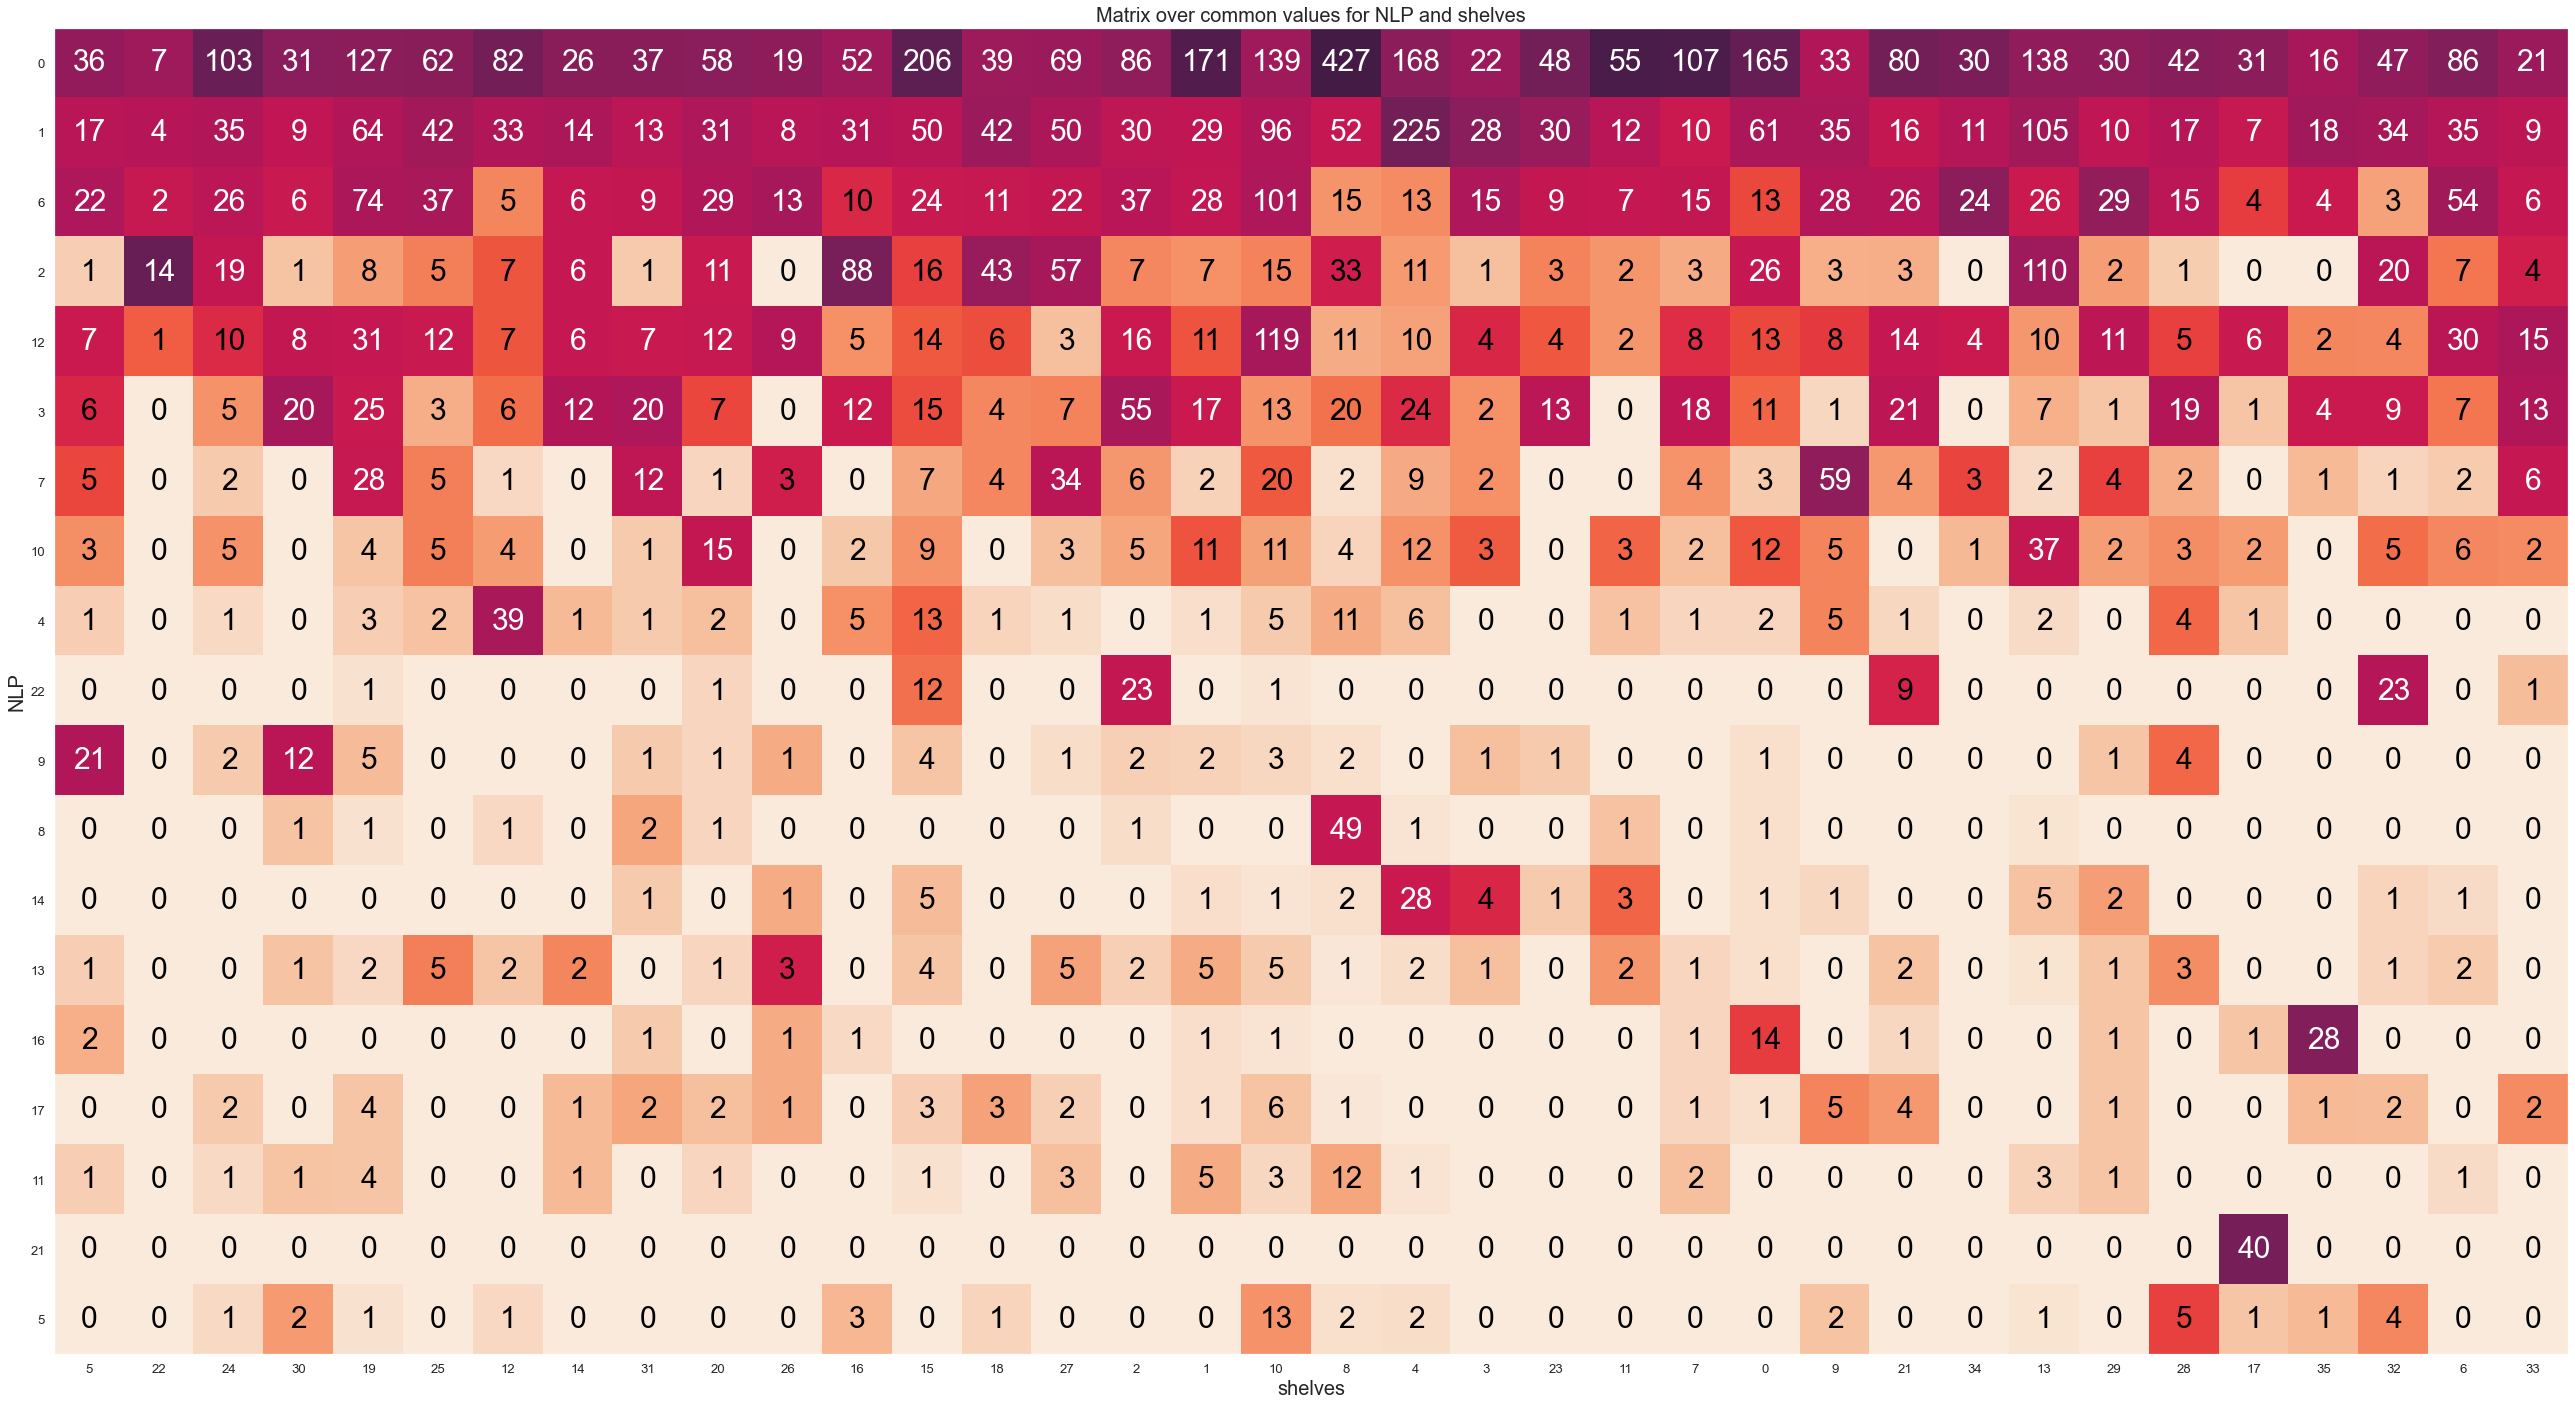 Matrix over common values for NLP and shelves
0 36 7 103 31 127 62 82 26 37 58 19 52 206 39 69 86 171 139 427 168 22 48 55 107 165 33 80 30 138 30 42 31 16 47 86 21
1 17 4 35 9 64 42 33 14 13 31 8 31 50 42 50 30 29 96 52 225 28 30 12 10 61 35 16 11 105 10 17 7 18 34 35 9
6 22 2 26 6 74 37 5 6 9 29 13 10 24 11 22 37 28 101 15 13 15 9 7 15 13 28 26 24 26 29 15 4 4 3 54 6
2 1 14 19 1 8 5 7 6 1 11 0 88 16 43 57 7 7 15 33 11 1 3 2 3 26 3 3 0 110 2 1 0 0 20 7 4
12 7 1 10 8 31 12 7 6 7 12 9 5 14 6 3 16 11 119 11 10 4 4 2 8 13 8 14 4 10 11 5 6 2 4 30 15
3 6 0 5 20 25 3 6 12 20 7 0 12 15 4 7 55 17 13 20 24 2 13 0 18 11 1 21 0 7 1 19 1 4 9 7 13
7 5 0 2 0 28 5 1 0 12 1 3 0 7 4 34 6 2 20 2 9 2 0 0 4 3 59 4 3 2 4 2 0 1 1 2 6
10 3 0 5 0 4 5 4 0 1 15 0 2 9 0 3 5 11 11 4 12 3 0 3 2 12 5 0 1 37 2 3 2 0 5 6 2
4 1 0 1 0 3 2 39 1 1 2 0 5 13 1 1 0 1 5 11 6 0 0 1 1 2 5 1 0 2 0 4 1 0 0 0 0
22 0 0 0 0 1 0 0 0 0 1 0 0 12 0 0 23 0 1 0 0 0 0 0 0 0 0 9 0 0 0 0 0 0 23 0 1
NLP
9 21 0 2 12 5 0 0 0 1 1 1 0 4 0 1 2 2 3 2 0 1 1 0 0 1 0 0 0 0 1 4 0 0 0 0 0
8 0 0 0 1 1 0 1 0 2 1 0 0 0 0 0 1 0 0 49 1 0 0 1 0 1 0 0 0 1 0 0 0 0 0 0 0
14 0 0 0 0 0 0 0 0 1 0 1 0 5 0 0 0 1 1 2 28 4 1 3 0 1 1 0 0 5 2 0 0 0 1 1 0
13 1 0 0 1 2 5 2 2 0 1 3 0 4 0 5 2 5 5 1 2 1 0 2 1 1 0 2 0 1 1 3 0 0 1 2 0
16 2 0 0 0 0 0 0 0 1 0 1 1 0 0 0 0 1 1 0 0 0 0 0 1 14 0 1 0 0 1 0 1 28 0 0 0
17 0 0 2 0 4 0 0 1 2 2 1 0 3 3 2 0 1 6 1 0 0 0 0 1 1 5 4 0 0 1 0 0 1 2 0 2
11 1 0 1 1 4 0 0 1 0 1 0 0 1 0 3 0 5 3 12 1 0 0 0 2 0 0 0 0 3 1 0 0 0 0 1 0
21 0 0 0 0 0 0 0 0 0 0 0 0 0 0 0 0 0 0 0 0 0 0 0 0 0 0 0 0 0 0 0 40 0 0 0 0
5 0 0 1 2 1 0 1 0 0 0 0 3 0 1 0 0 0 13 2 2 0 0 0 0 0 2 0 0 1 0 5 1 1 4 0 0
5 22 24 30 19 25 12 14 31 20 26 16 15 18 27 2 1 10 8 4 3 23 11 7 0 9 21 34 13 29 28 17 35 32 6 33
shelves